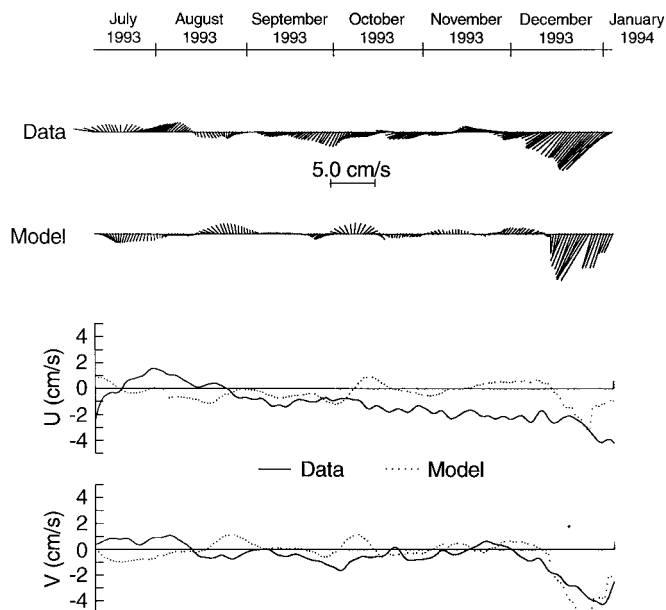 July August September October November December January
1993 1993 1993 1993 1993 1993 1994
Data
5.0 cm/s
Model
4
2
0
-2
-4
U (cm/s)
Data Model
4
2
0
-2
-4
V (cm/s)